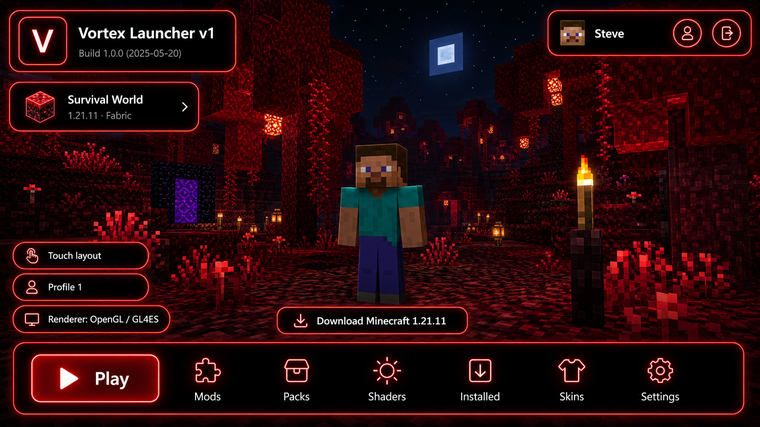 V
Vortex Launcher v1
Build 1.0.0 (2025-05-20)
Steve
Survival World
1.21.11 · Fabric
Touch layout
Profile 1
Renderer: OpenGL / GL4ES
Download Minecraft 1.21.11
Play
Mods
Packs
Shaders
Installed
Skins
Settings